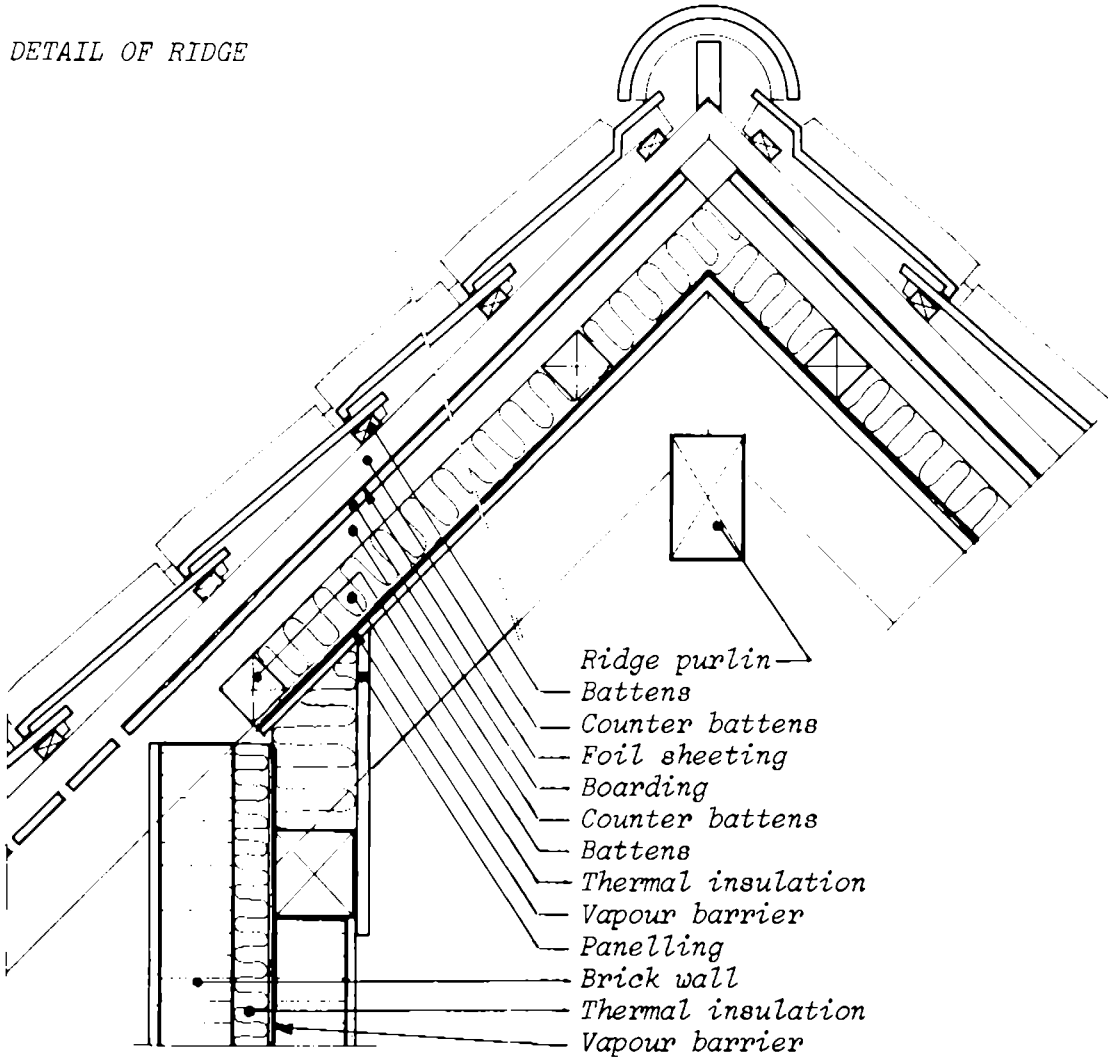 DETAIL OF RIDGE
Ridge purlin
Battens
Counter battens
Foil sheeting
Boarding
Counter battens
Battens
Thermal insulation
Vapour barrier
Panelling
Brick wall
Thermal insulation
Vapour barrier